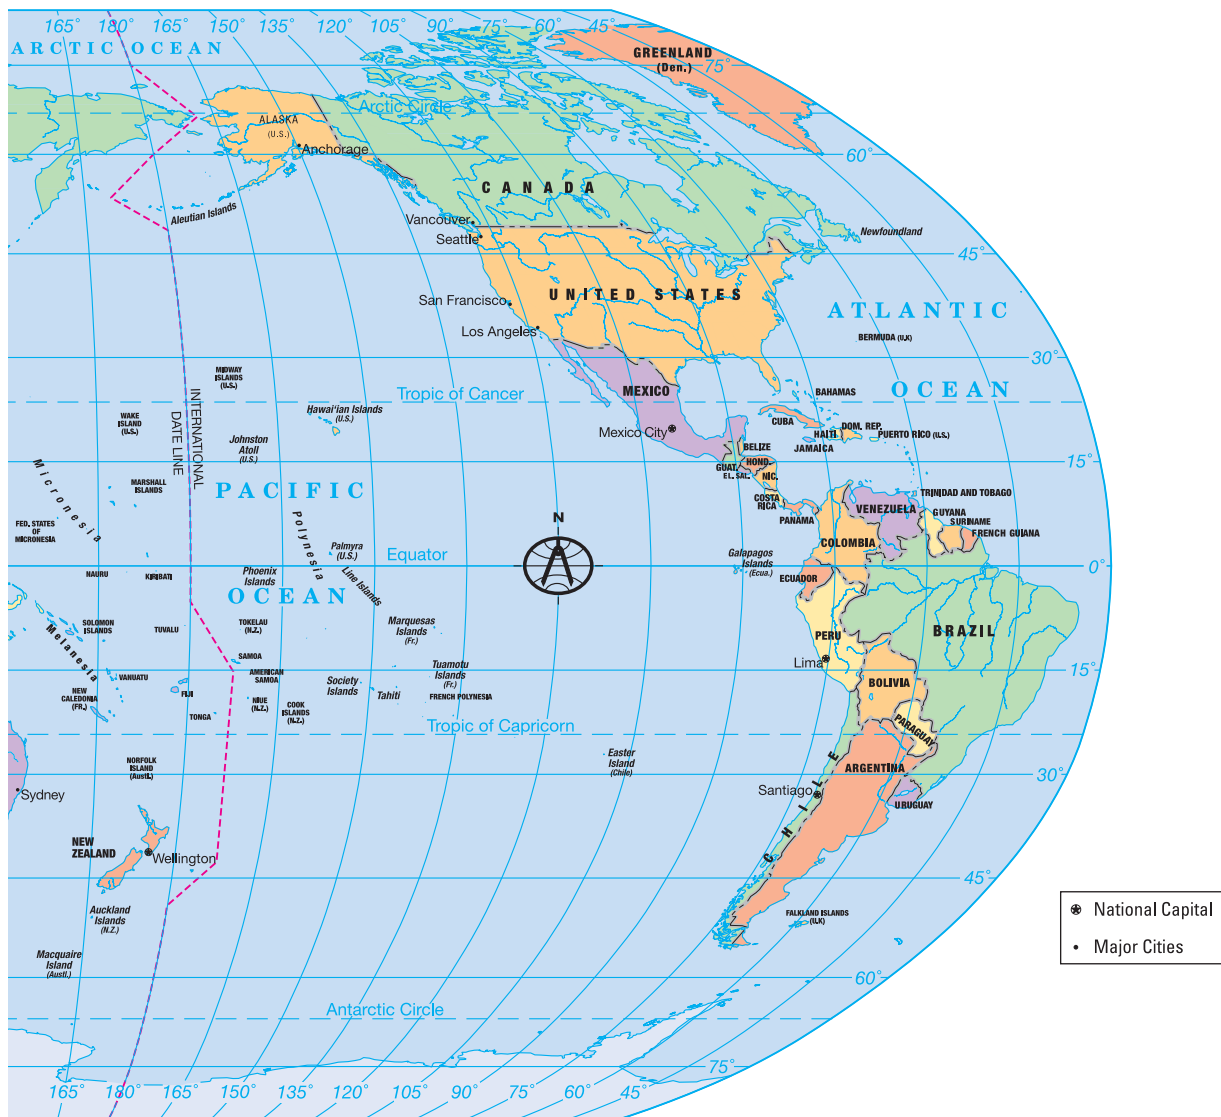 165° 180° 165° 150° 135° 120° 105° 90° 75° 60° 45°
ARCTIC OCEAN
GREENLAND
(Den.)
75°
Arctic Circle
ALASKA
(U.S.)
Anchorage
60°
CANADA
Aleutian Islands
Vancouver
Seattle
Newfoundland
45°
UNITED STATES
San Francisco
Los Angeles
ATLANTIC
OCEAN
BERMUDA (U.K)
30°
MIDWAY
ISLANDS
(U.S.)
INTERNATIONAL
DATE LINE
Tropic of Cancer
MEXICO
BAHAMAS
WAKE
ISLAND
(U.S.)
Hawai'ian Islands
(U.S.)
Mexico City
CUBA
HAITI
DOM. REP.
PUERTO RICO (U.S.)
JAMAICA
Johnston
Atoll
(U.S.)
BELIZE
GUAT.
HOND.
EL. SAL.
NIC.
15°
Micronesia
MARSHALL
ISLANDS
PACIFIC
OCEAN
COSTA
RICA
PANAMA
VENEZUELA
TRINIDAD AND TOBAGO
GUYANA
SURINAME
FRENCH GUIANA
FED. STATES
OF
MICRONESIA
Polynesia
N
COLOMBIA
Palmyra
(U.S.)
Equator
Galapagos
Islands
(Ecua.)
0°
NAURU
KIRIBATI
Phoenix
Islands
Line Islands
ECUADOR
SOLOMON
ISLANDS
TUVALU
TOKELAU
(N.Z.)
Marquesas
Islands
(Fr.)
PERU
BRAZIL
Melanesia
Lima
SAMOA
AMERICAN
SAMOA
VANUATU
Tuamotu
Islands
(Fr.)
15°
NEW
CALEDONIA
(FR.)
FIJI
NIUE
(N.Z.)
COOK
ISLANDS
(N.Z.)
Society
Islands
Tahiti
FRENCH POLYNESIA
BOLIVIA
TONGA
Tropic of Capricorn
PARAGUAY
NORFOLK
ISLAND
(Austl.)
Easter
Island
(Chile)
CHILE
ARGENTINA
30°
Sydney
Santiago
URUGUAY
NEW
ZEALAND
Wellington
45°
Auckland
Islands
(N.Z.)
FALKLAND ISLANDS
(U.K)
National Capital
Major Cities
Macquaire
Island
(Austl.)
60°
Antarctic Circle
75°
165° 180° 165° 150° 135° 120° 105° 90° 75° 60° 45°